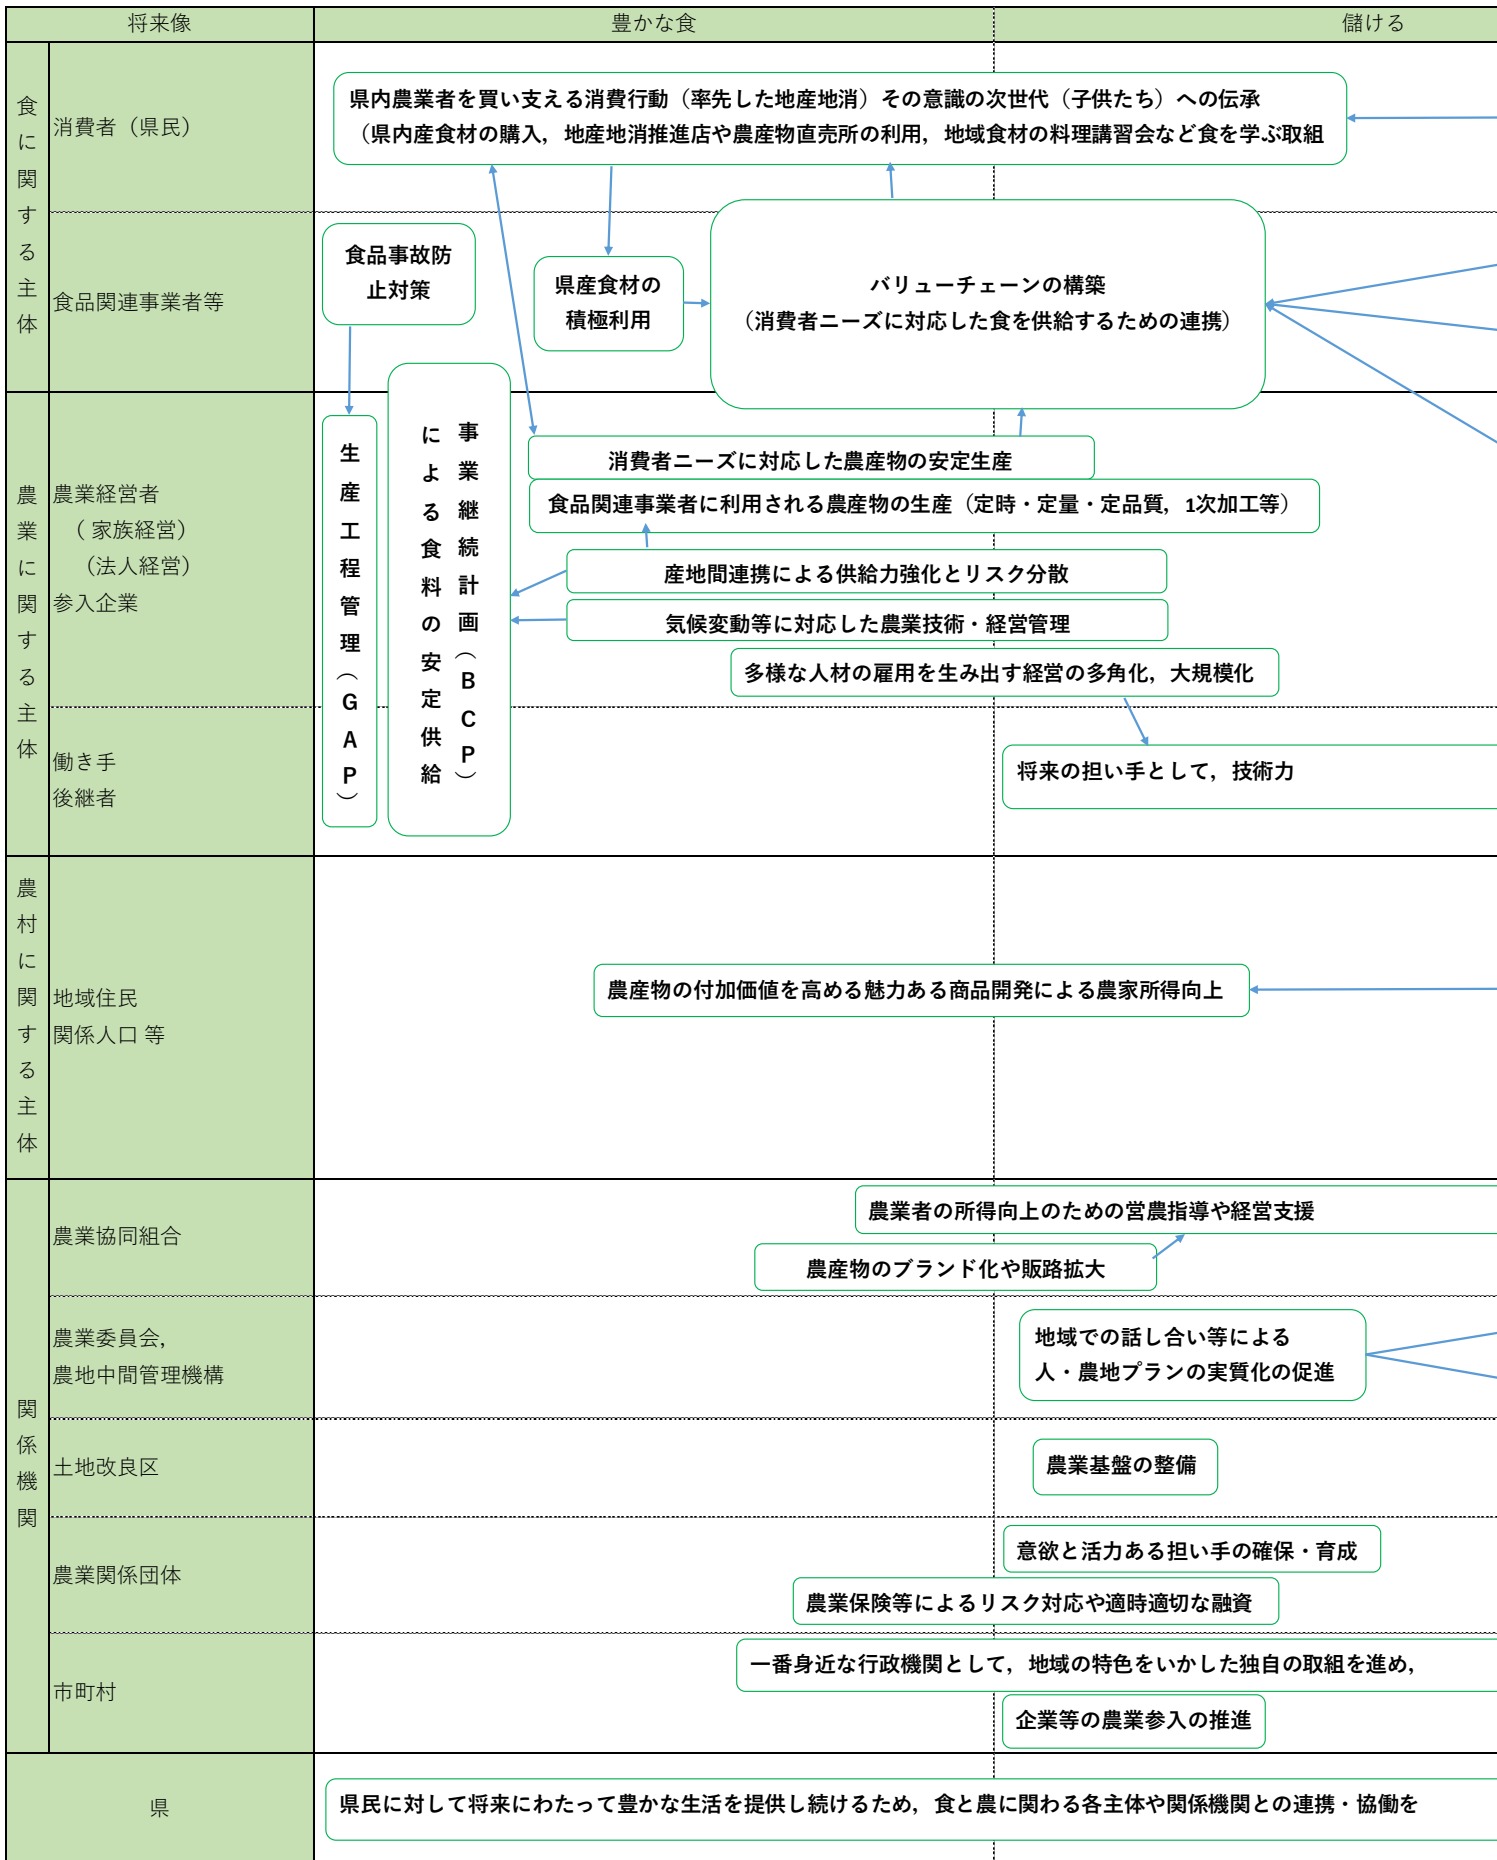 将来像
豊かな食
儲ける
食に関する主体
消費者（県民）
県内農業者を買い支える消費行動（率先した地産地消）その意識の次世代（子供たち）への伝承
（県内産食材の購入，地産地消推進店や農産物直売所の利用，地域食材の料理講習会など食を学ぶ取組
食品関連事業者等
食品事故防
止対策
県産食材の
積極利用
バリューチェーンの構築
（消費者ニーズに対応した食を供給するための連携）
農業に関する主体
農業経営者
（ 家族経営）
（法人経営）
参入企業
生産工程管理（ＧＡＰ）
事業継続計画（ＢＣＰ）
による食料の安定供給
消費者ニーズに対応した農産物の安定生産
食品関連事業者に利用される農産物の生産（定時・定量・定品質，1次加工等）
産地間連携による供給力強化とリスク分散
気候変動等に対応した農業技術・経営管理
多様な人材の雇用を生み出す経営の多角化，大規模化
働き手
後継者
将来の担い手として，技術力
農村に関する主体
地域住民
関係人口 等
農産物の付加価値を高める魅力ある商品開発による農家所得向上
関係機関
農業協同組合
農業者の所得向上のための営農指導や経営支援
農産物のブランド化や販路拡大
農業委員会，
農地中間管理機構
地域での話し合い等による
人・農地プランの実質化の促進
土地改良区
農業基盤の整備
農業関係団体
意欲と活力ある担い手の確保・育成
農業保険等によるリスク対応や適時適切な融資
市町村
一番身近な行政機関として，地域の特色をいかした独自の取組を進め，
企業等の農業参入の推進
県
県民に対して将来にわたって豊かな生活を提供し続けるため，食と農に関わる各主体や関係機関との連携・協働を